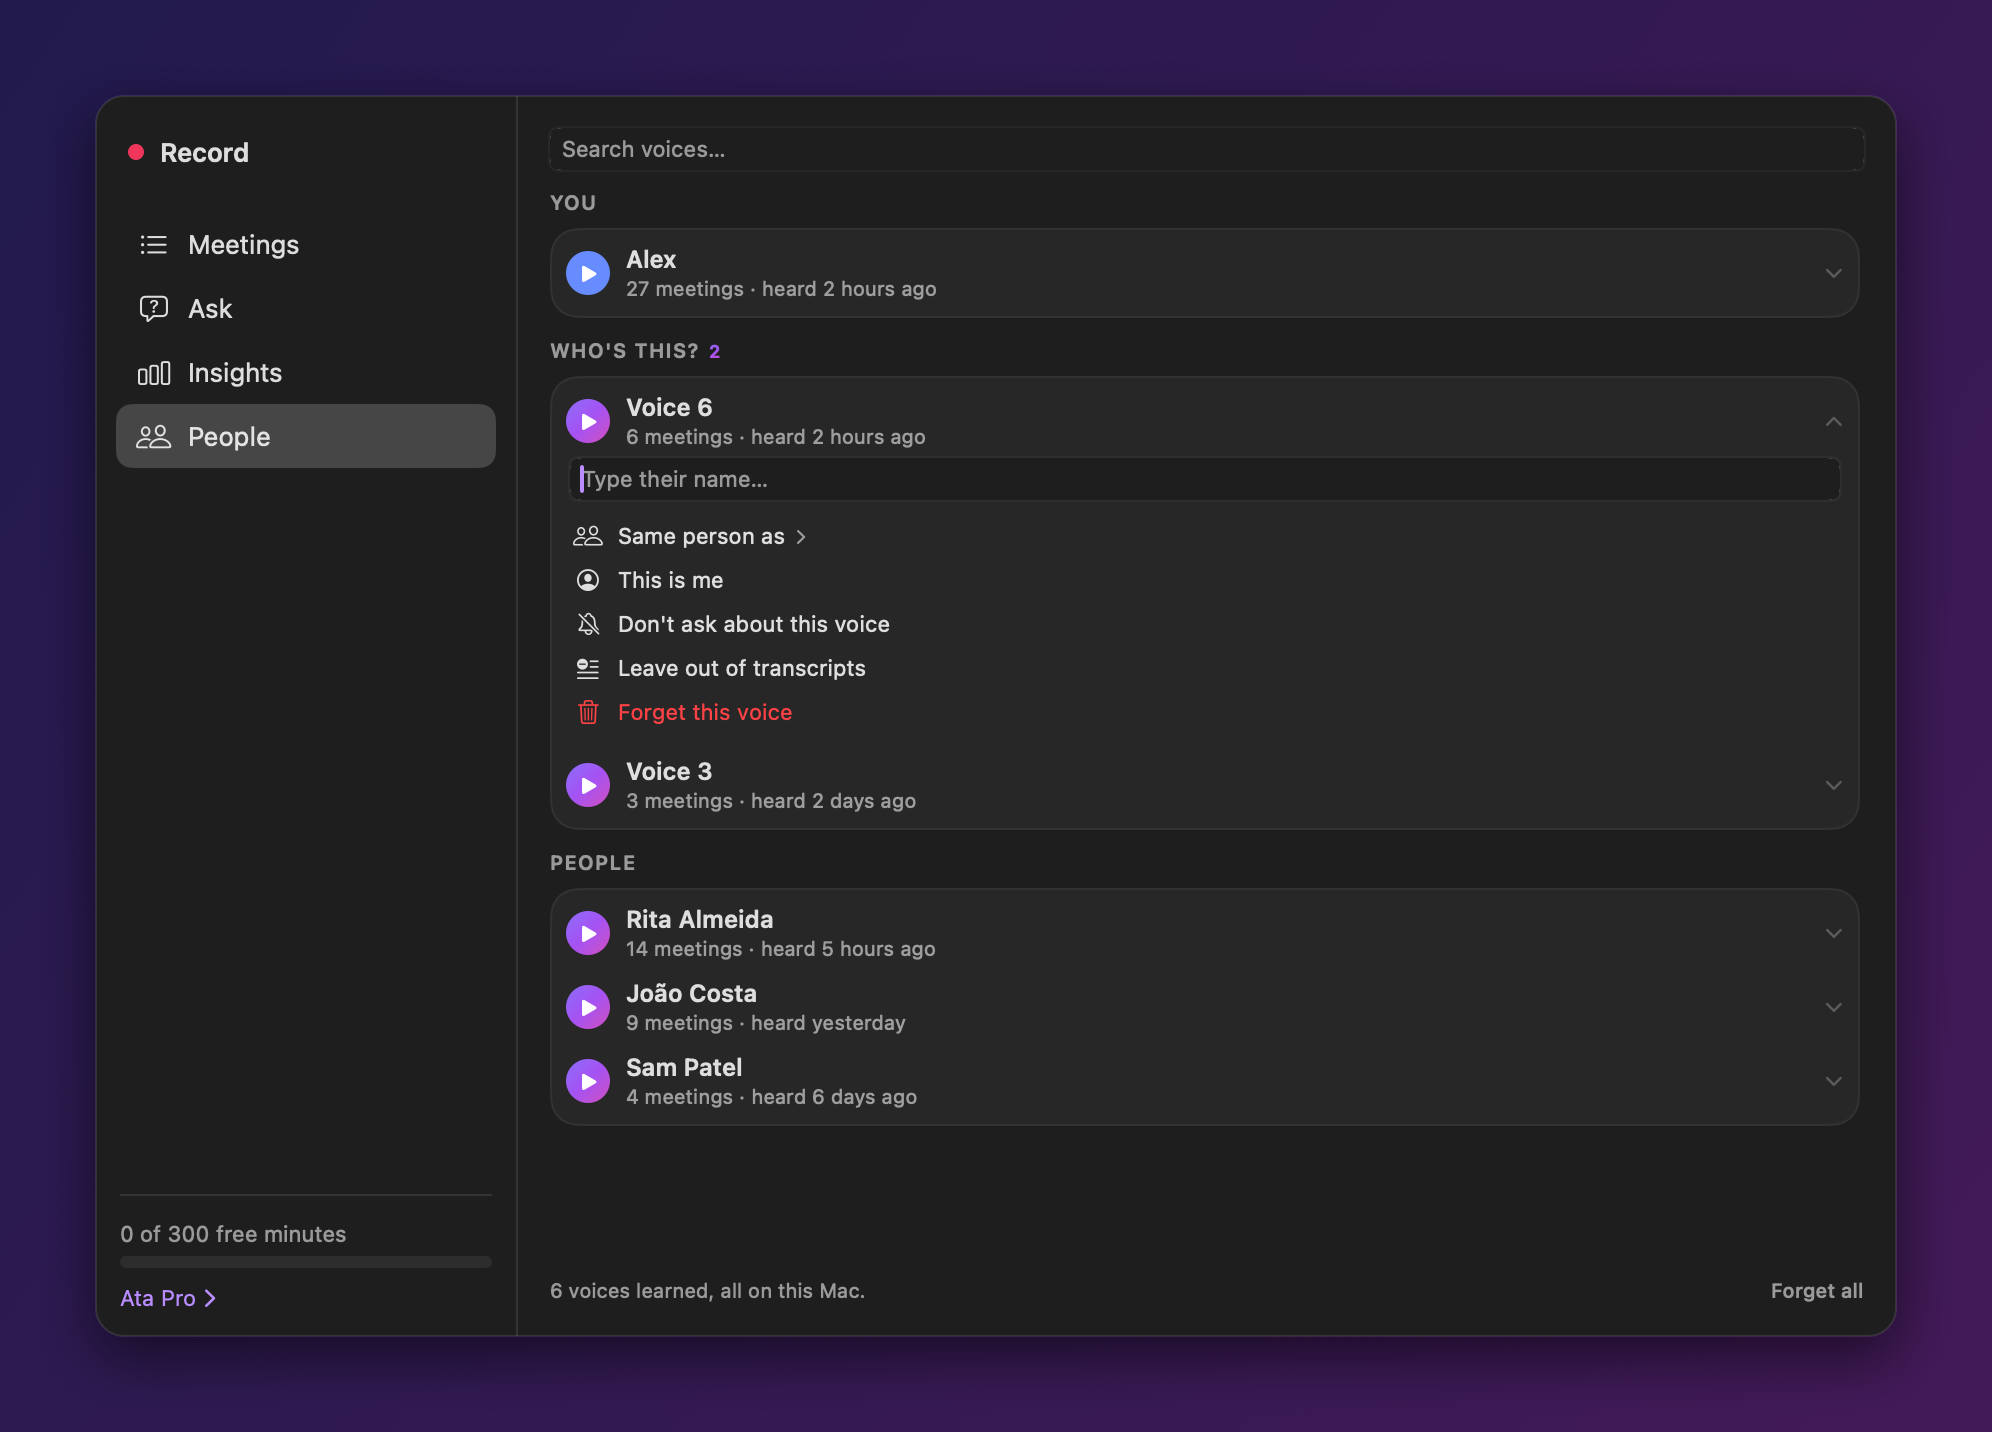 Record
Meetings
Ask
Insights
People
0 of 300 free minutes
Ata Pro
Search voices...
YOU
Alex
27 meetings · heard 2 hours ago
WHO'S THIS? 2
Voice 6
6 meetings · heard 2 hours ago
Type their name...
Same person as
This is me
Don't ask about this voice
Leave out of transcripts
Forget this voice
Voice 3
3 meetings · heard 2 days ago
PEOPLE
Rita Almeida
14 meetings · heard 5 hours ago
João Costa
9 meetings · heard yesterday
Sam Patel
4 meetings · heard 6 days ago
6 voices learned, all on this Mac.
Forget all